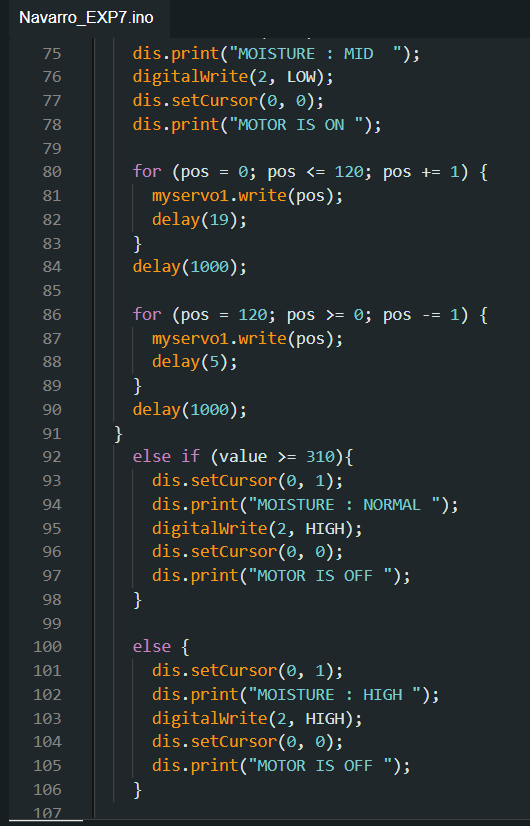 Navarro_EXP7.ino
75 dis.print("MOISTURE : MID  ");
76 digitalWrite(2, LOW);
77 dis.setCursor(0, 0);
78 dis.print("MOTOR IS ON ");
79
80 for (pos = 0; pos <= 120; pos += 1) {
81 myservo1.write(pos);
82 delay(19);
83 }
84 delay(1000);
85
86 for (pos = 120; pos >= 0; pos -= 1) {
87 myservo1.write(pos);
88 delay(5);
89 }
90 delay(1000);
91 }
92 else if (value >= 310){
93 dis.setCursor(0, 1);
94 dis.print("MOISTURE : NORMAL ");
95 digitalWrite(2, HIGH);
96 dis.setCursor(0, 0);
97 dis.print("MOTOR IS OFF ");
98 }
99
100 else {
101 dis.setCursor(0, 1);
102 dis.print("MOISTURE : HIGH ");
103 digitalWrite(2, HIGH);
104 dis.setCursor(0, 0);
105 dis.print("MOTOR IS OFF ");
106 }
107